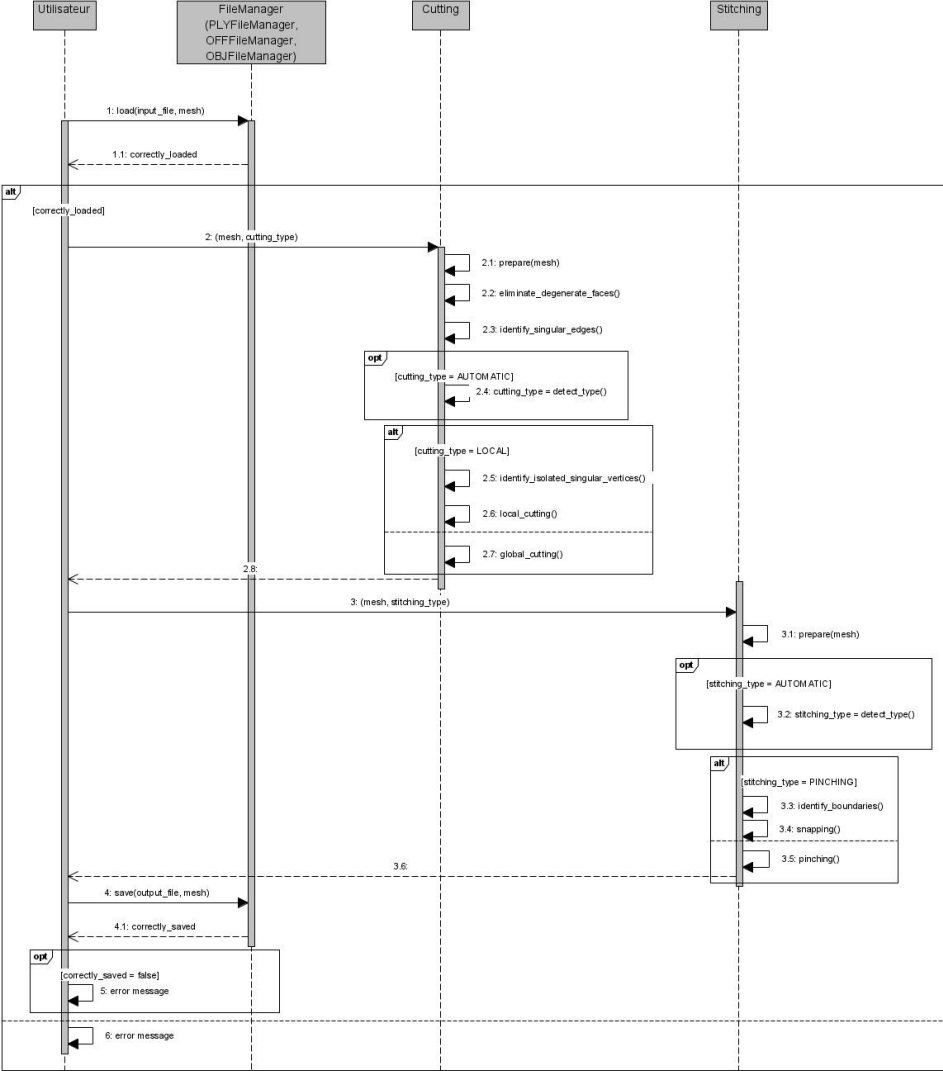 Utilisateur
FileManager
(PLYFileManager,
OFFFileManager,
OBJFileManager)
Cutting
Stitching
1: load(input_file, mesh)
1.1: correctly_loaded
alt
[correctly_loaded]
2: (mesh, cutting_type)
2.1: prepare(mesh)
2.2: eliminate_degenerate_faces()
2.3: identify_singular_edges()
opt
[cutting_type = AUTOMATIC]
2.4: cutting_type = detect_type()
alt
[cutting_type = LOCAL]
2.5: identify_isolated_singular_vertices()
2.6: local_cutting()
2.7: global_cutting()
2.8:
3: (mesh, stitching_type)
3.1: prepare(mesh)
opt
[stitching_type = AUTOMATIC]
3.2: stitching_type = detect_type()
alt
[stitching_type = PINCHING]
3.3: identify_boundaries()
3.4: snapping()
3.5: pinching()
3.6:
4: save(output_file, mesh)
4.1: correctly_saved
opt
[correctly_saved = false]
5: error message
6: error message